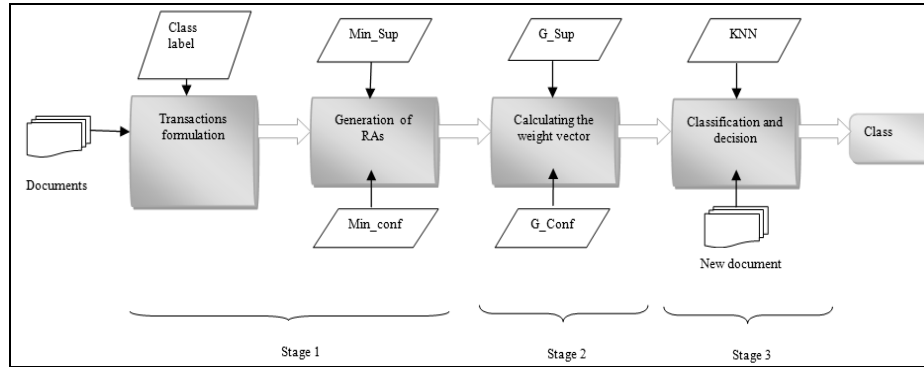 Class
label
Min_Sup
G_Sup
KNN
Transactions
formulation
Generation of
RAs
Calculating the
weight vector
Classification and
decision
Class
Documents
Min_conf
G_Conf
New document
Stage 1
Stage 2
Stage 3